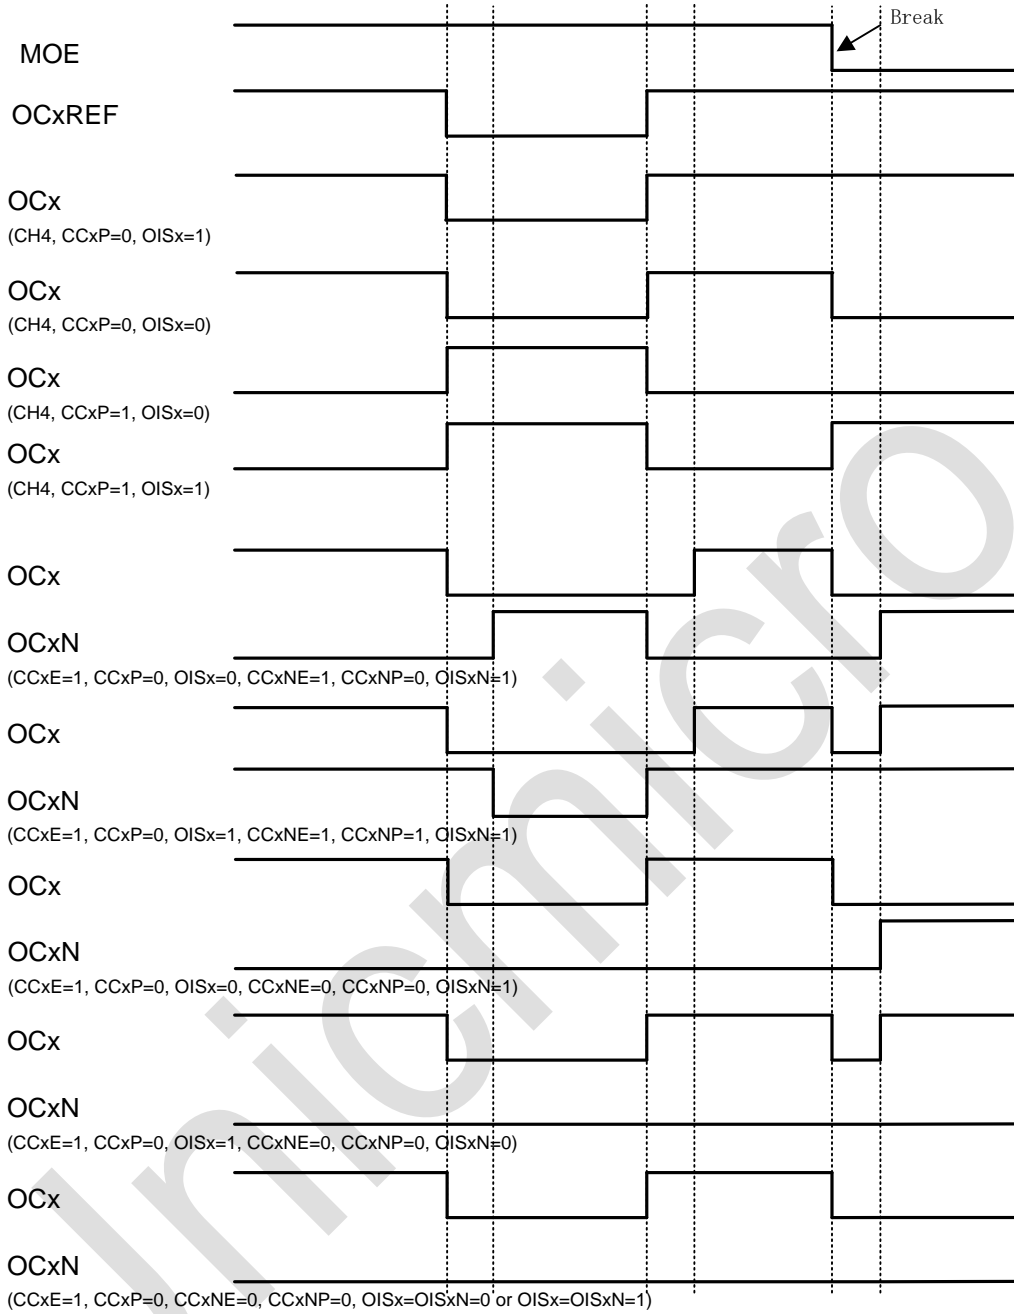 Break
MOE
OCxREF
OCx
(CH4, CCxP=0, OISx=1)
OCx
(CH4, CCxP=0, OISx=0)
OCx
(CH4, CCxP=1, OISx=0)
OCx
(CH4, CCxP=1, OISx=1)
OCx
OCxN
(CCxE=1, CCxP=0, OISx=0, CCxNE=1, CCxNP=0, OISxN=1)
OCx
OCxN
(CCxE=1, CCxP=0, OISx=1, CCxNE=1, CCxNP=1, OISxN=1)
OCx
OCxN
(CCxE=1, CCxP=0, OISx=0, CCxNE=0, CCxNP=0, OISxN=1)
OCx
OCxN
(CCxE=1, CCxP=0, OISx=1, CCxNE=0, CCxNP=0, OISxN=0)
OCx
OCxN
(CCxE=1, CCxP=0, CCxNE=0, CCxNP=0, OISx=OISxN=0 or OISx=OISxN=1)